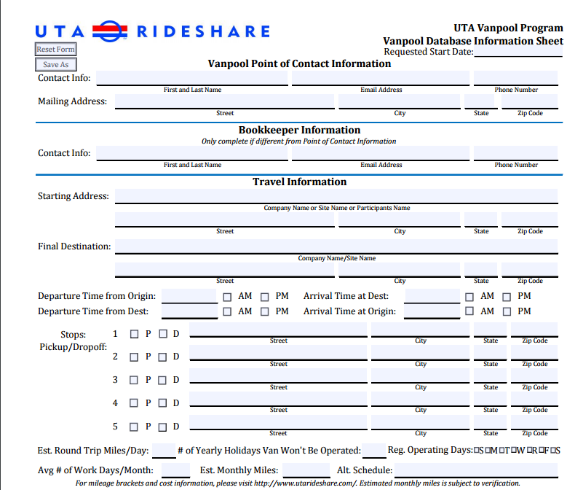 UTA RIDESHARE
UTA Vanpool Program
Vanpool Database Information Sheet
Reset Form
Requested Start Date:
Save As
Vanpool Point of Contact Information
Contact Info:
First and Last Name Email Address Phone Number
Mailing Address:
Street City State Zip Code
Bookkeeper Information
Only complete if different from Point of Contact Information
Contact Info:
First and Last Name Email Address Phone Number
Travel Information
Starting Address:
Company Name or Site Name or Participants Name
Street City State Zip Code
Final Destination:
Company Name/Site Name
Street City State Zip Code
Departure Time from Origin: AM PM Arrival Time at Dest: AM PM
Departure Time from Dest: AM PM Arrival Time at Origin: AM PM
Stops: 1 P D
Pickup/Dropoff: Street City State Zip Code
2 P D
Street City State Zip Code
3 P D
Street City State Zip Code
4 P D
Street City State Zip Code
5 P D
Street City State Zip Code
Est. Round Trip Miles/Day: # of Yearly Holidays Van Won't Be Operated: Reg. Operating Days: S M T W R F S
Avg # of Work Days/Month: Est. Monthly Miles: Alt. Schedule:
For mileage brackets and cost information, please visit http://www.utarideshare.com/. Estimated monthly miles is subject to verification.